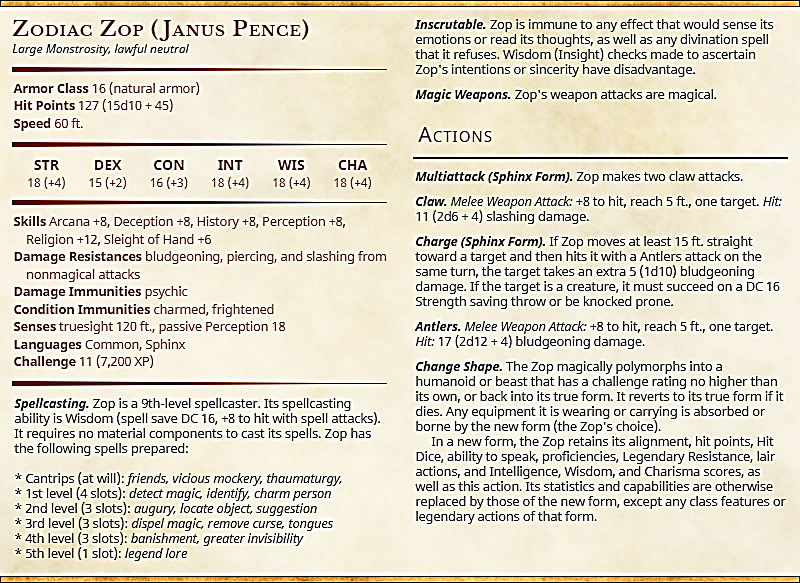 Zodiac Zop (Janus Pence)
Large Monstrosity, lawful neutral
Armor Class 16 (natural armor)
Hit Points 127 (15d10 + 45)
Speed 60 ft.
STR DEX CON INT WIS CHA
18 (+4) 15 (+2) 16 (+3) 18 (+4) 18 (+4) 18 (+4)
Skills Arcana +8, Deception +8, History +8, Perception +8,
Religion +12, Sleight of Hand +6
Damage Resistances bludgeoning, piercing, and slashing from
nonmagical attacks
Damage Immunities psychic
Condition Immunities charmed, frightened
Senses truesight 120 ft., passive Perception 18
Languages Common, Sphinx
Challenge 11 (7,200 XP)
Spellcasting. Zop is a 9th-level spellcaster. Its spellcasting
ability is Wisdom (spell save DC 16, +8 to hit with spell attacks).
It requires no material components to cast its spells. Zop has
the following spells prepared:
* Cantrips (at will): friends, vicious mockery, thaumaturgy,
* 1st level (4 slots): detect magic, identify, charm person
* 2nd level (3 slots): augury, locate object, suggestion
* 3rd level (3 slots): dispel magic, remove curse, tongues
* 4th level (3 slots): banishment, greater invisibility
* 5th level (1 slot): legend lore
Inscrutable. Zop is immune to any effect that would sense its
emotions or read its thoughts, as well as any divination spell
that it refuses. Wisdom (Insight) checks made to ascertain
Zop's intentions or sincerity have disadvantage.
Magic Weapons. Zop's weapon attacks are magical.
Actions
Multiattack (Sphinx Form). Zop makes two claw attacks.
Claw. Melee Weapon Attack: +8 to hit, reach 5 ft., one target. Hit:
11 (2d6 + 4) slashing damage.
Charge (Sphinx Form). If Zop moves at least 15 ft. straight
toward a target and then hits it with a Antlers attack on the
same turn, the target takes an extra 5 (1d10) bludgeoning
damage. If the target is a creature, it must succeed on a DC 16
Strength saving throw or be knocked prone.
Antlers. Melee Weapon Attack: +8 to hit, reach 5 ft., one target.
Hit: 17 (2d12 + 4) bludgeoning damage.
Change Shape. The Zop magically polymorphs into a
humanoid or beast that has a challenge rating no higher than
its own, or back into its true form. It reverts to its true form if it
dies. Any equipment it is wearing or carrying is absorbed or
borne by the new form (the Zop's choice).
In a new form, the Zop retains its alignment, hit points, Hit
Dice, ability to speak, proficiencies, Legendary Resistance, lair
actions, and Intelligence, Wisdom, and Charisma scores, as
well as this action. Its statistics and capabilities are otherwise
replaced by those of the new form, except any class features or
legendary actions of that form.